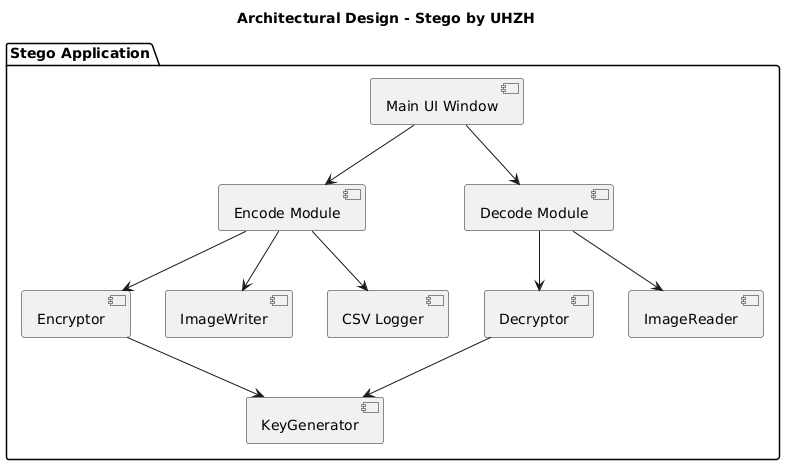 Architectural Design - Stego by UHZH
Stego Application
Main UI Window
Encode Module
Decode Module
Encryptor
ImageWriter
CSV Logger
Decryptor
ImageReader
KeyGenerator